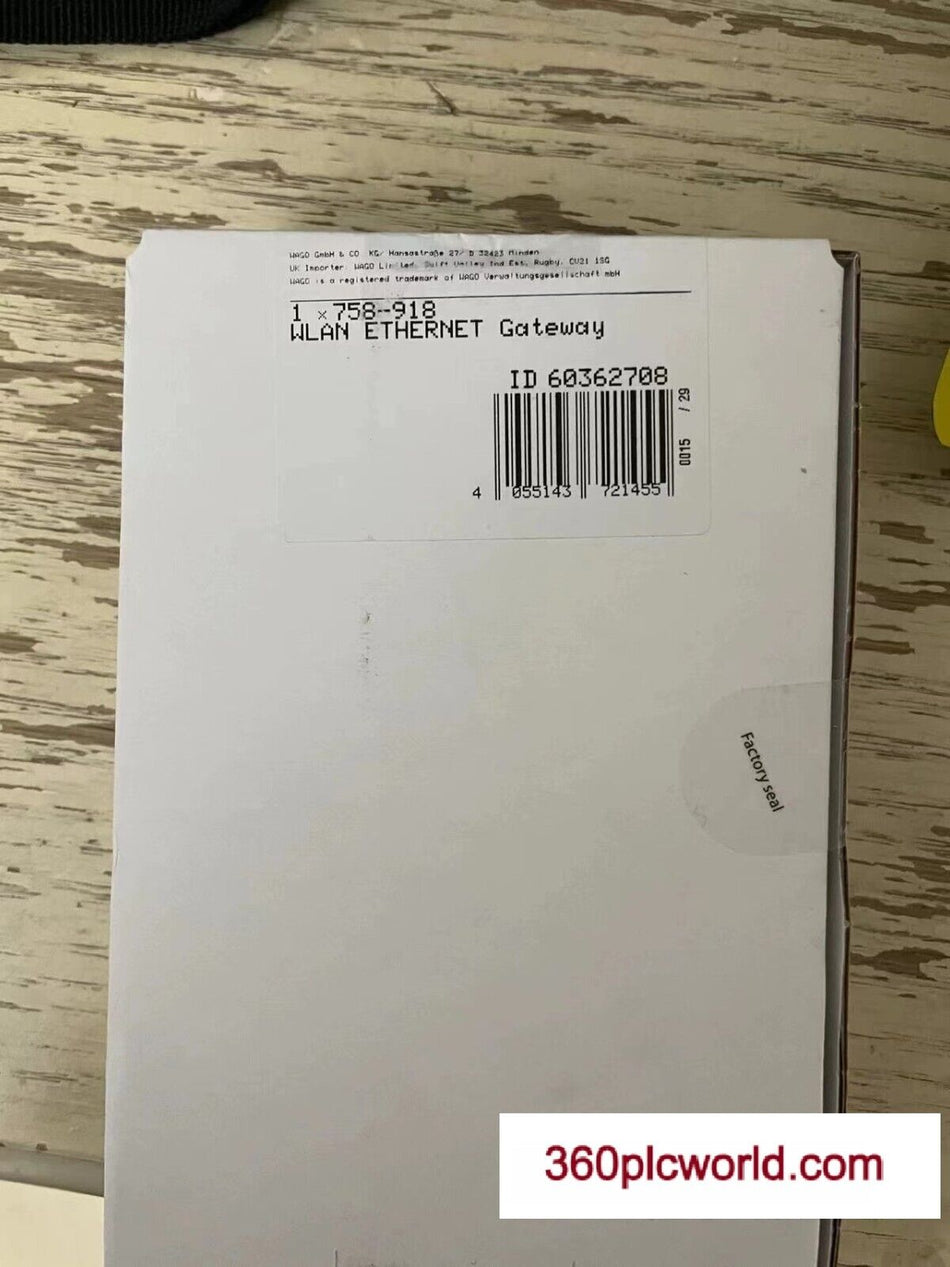 WAGO GmbH & CO. KG/ Hansastraße 27/ D 32423 Minden
UK Importer: WAGO Limited, Swift Valley Ind Est, Rugby, CV21 1SG
WAGO is a registered trademark of WAGO Verwaltungsgesellschaft mbH
1 x 758-918
WLAN ETHERNET Gateway
ID 60362708
0015 / 29
4 055143 721455
Factory seal
360plcworld.com